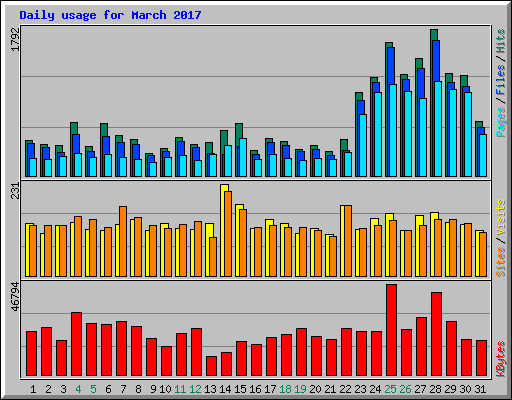 Daily usage for March 2017
1792
Pages / Files / Hits
231
Sites / Visits
46794
KBytes
1 2 3 4 5 6 7 8 9 10 11 12 13 14 15 16 17 18 19 20 21 22 23 24 25 26 27 28 29 30 31